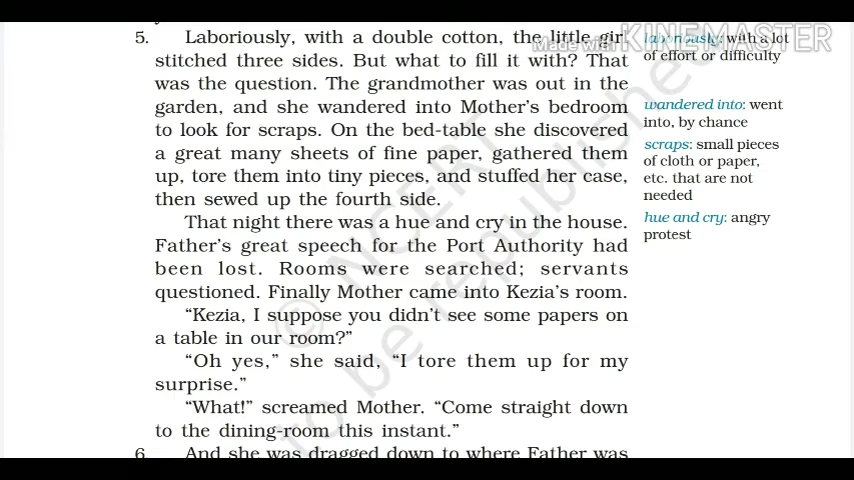 5. Laboriously, with a double cotton, the little girl
stitched three sides. But what to fill it with? That
was the question. The grandmother was out in the
garden, and she wandered into Mother's bedroom
to look for scraps. On the bed-table she discovered
a great many sheets of fine paper, gathered them
up, tore them into tiny pieces, and stuffed her case,
then sewed up the fourth side.
That night there was a hue and cry in the house.
Father's great speech for the Port Authority had
been lost. Rooms were searched; servants
questioned. Finally Mother came into Kezia's room.
“Kezia, I suppose you didn't see some papers on
a table in our room?”
“Oh yes,” she said, “I tore them up for my
surprise.”
“What!” screamed Mother. “Come straight down
to the dining-room this instant.”
6. And she was dragged down to where Father was
laboriously: with a lot
of effort or difficulty
wandered into: went
into, by chance
scraps: small pieces
of cloth or paper,
etc. that are not
needed
hue and cry: angry
protest
Made with KINEMASTER
© NCERT
to be republished